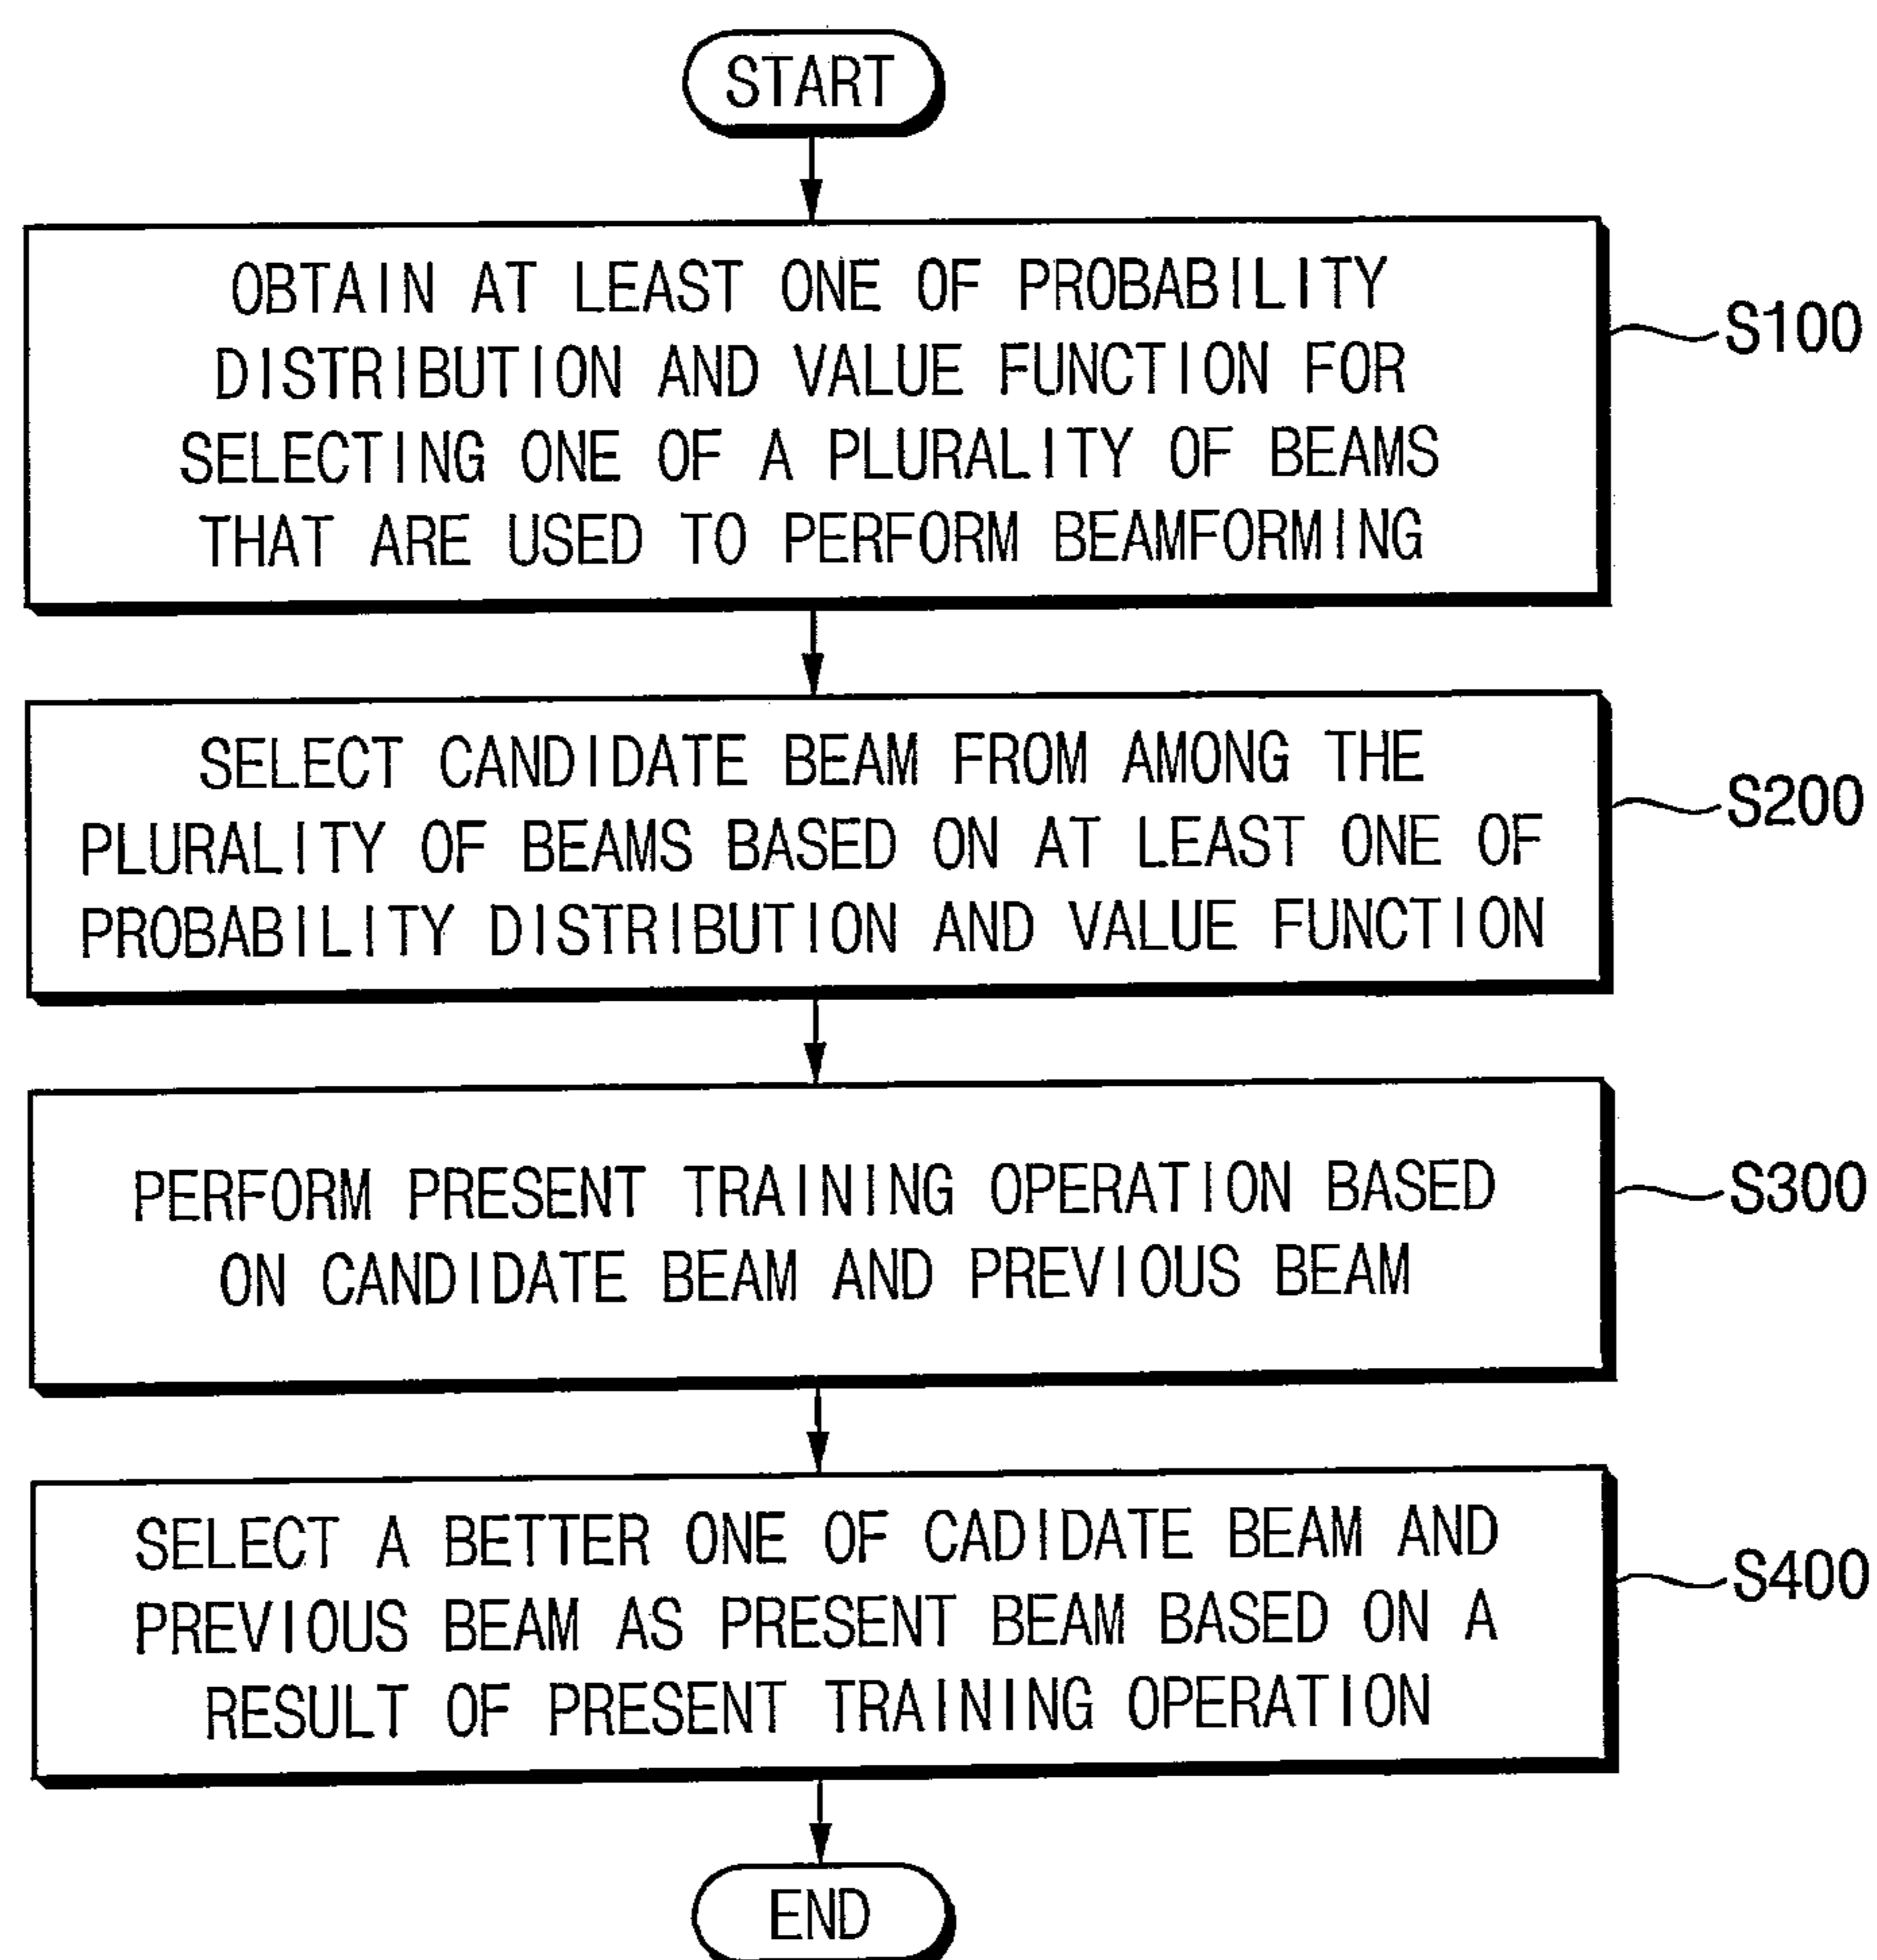 START
OBTAIN AT LEAST ONE OF PROBABILITY
DISTRIBUTION AND VALUE FUNCTION FOR
SELECTING ONE OF A PLURALITY OF BEAMS
THAT ARE USED TO PERFORM BEAMFORMING
S100
SELECT CANDIDATE BEAM FROM AMONG THE
PLURALITY OF BEAMS BASED ON AT LEAST ONE OF
PROBABILITY DISTRIBUTION AND VALUE FUNCTION
S200
PERFORM PRESENT TRAINING OPERATION BASED
ON CANDIDATE BEAM AND PREVIOUS BEAM
S300
SELECT A BETTER ONE OF CADIDATE BEAM AND
PREVIOUS BEAM AS PRESENT BEAM BASED ON A
RESULT OF PRESENT TRAINING OPERATION
S400
END